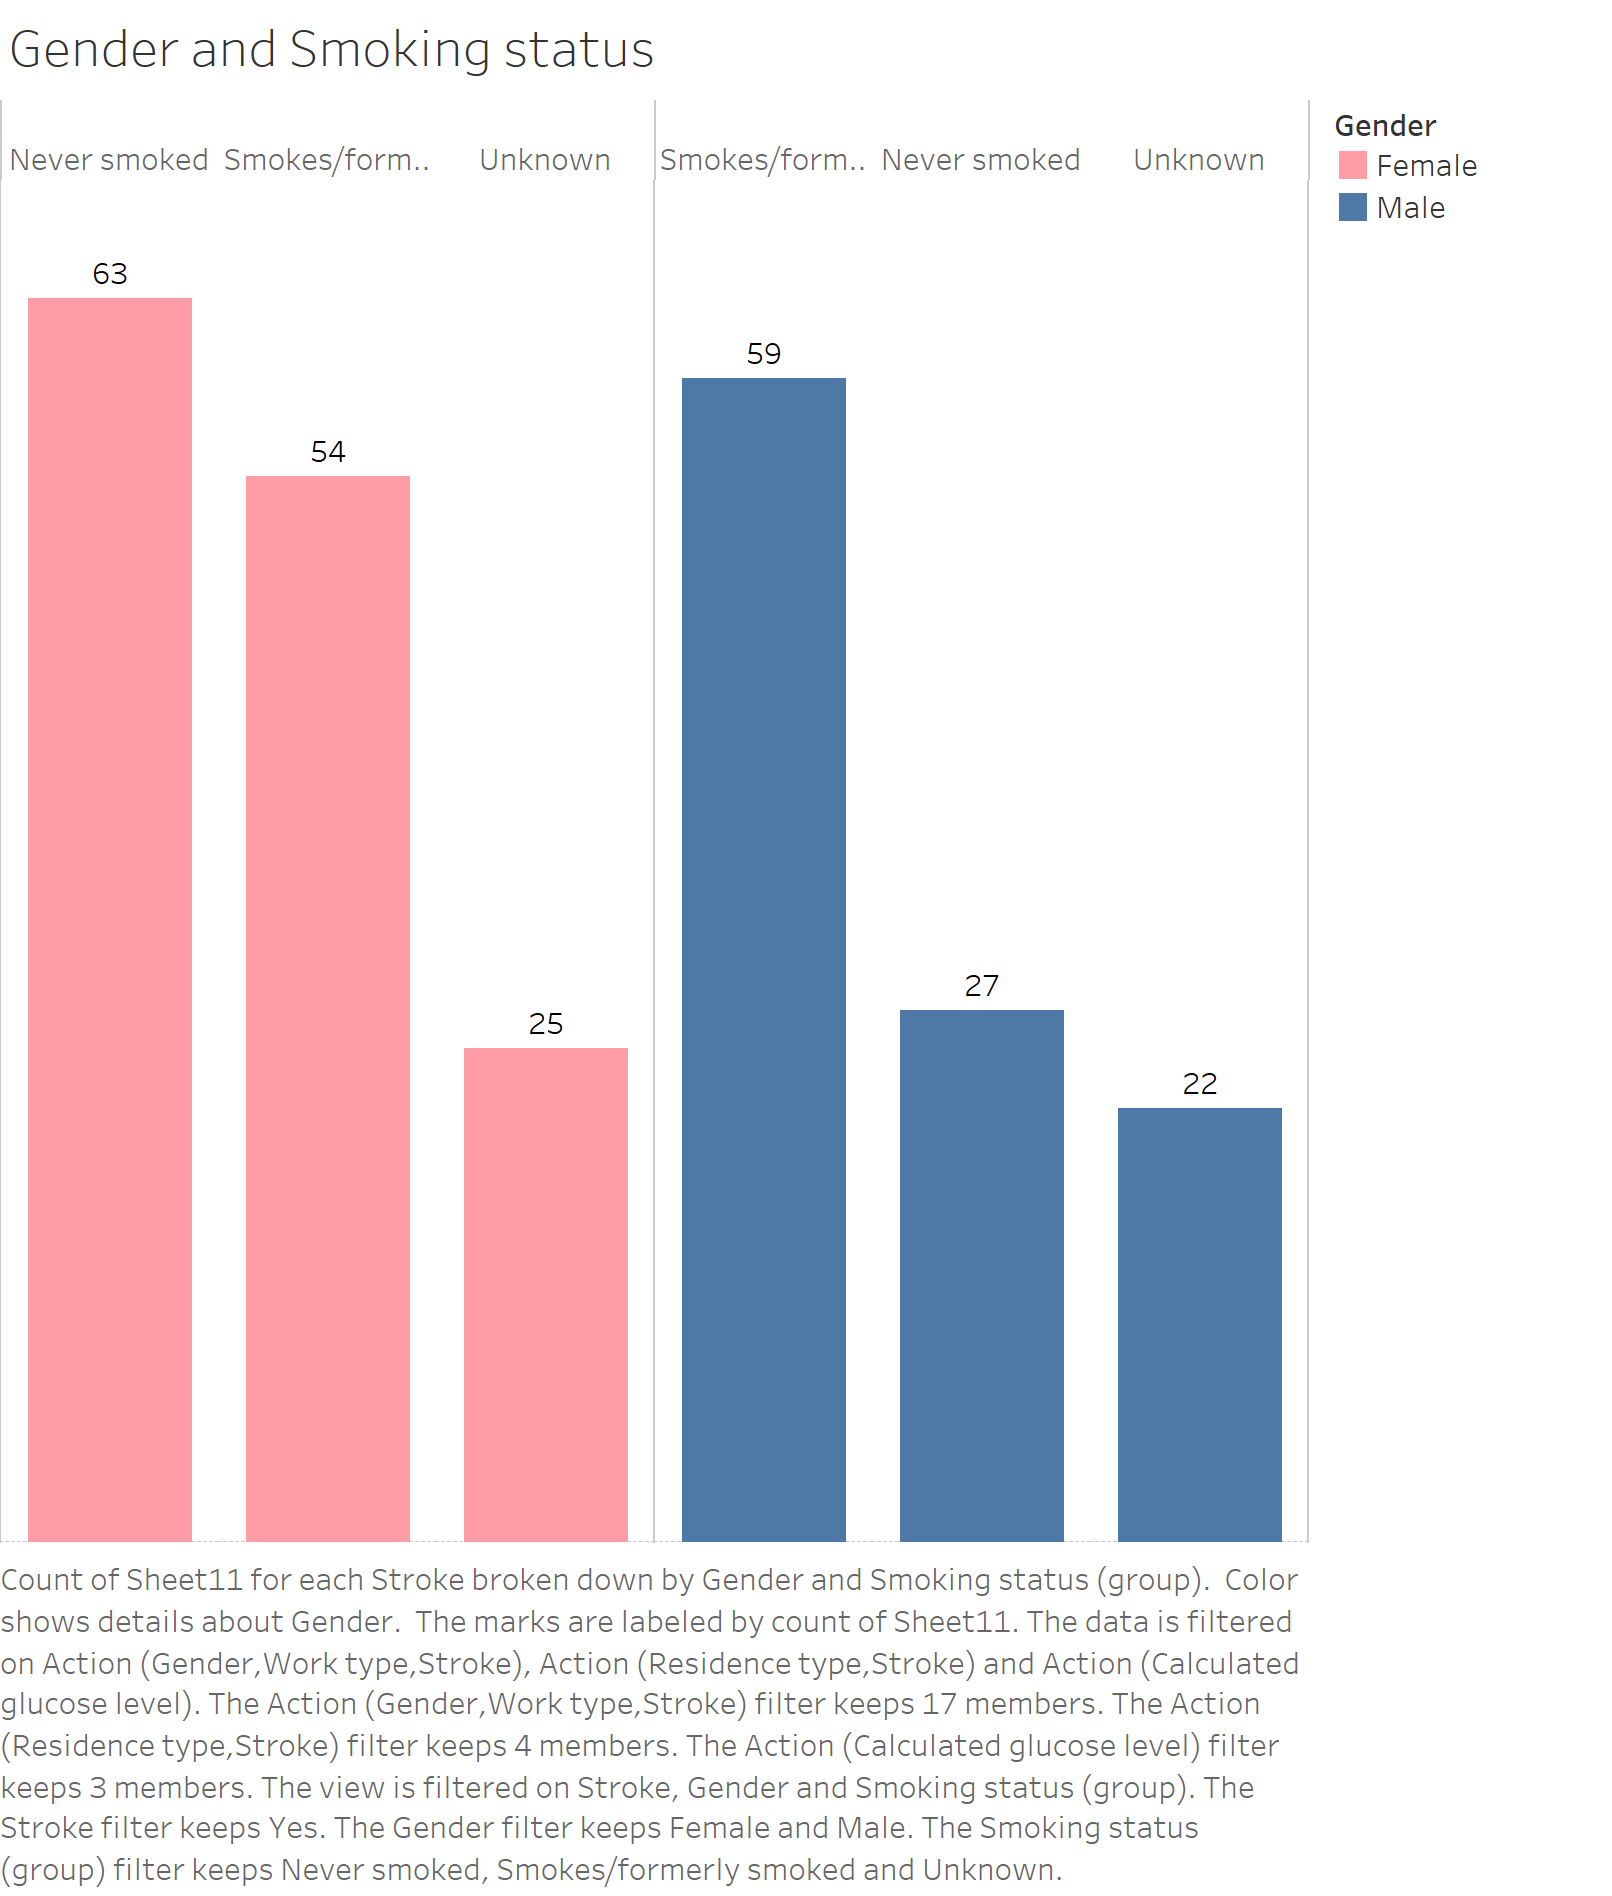 Gender and Smoking status
Never smoked Smokes/form.. Unknown Smokes/form.. Never smoked Unknown
Gender
Female
Male
63
59
54
27
25
22
Count of Sheet11 for each Stroke broken down by Gender and Smoking status (group).  Color
shows details about Gender.  The marks are labeled by count of Sheet11. The data is filtered
on Action (Gender,Work type,Stroke), Action (Residence type,Stroke) and Action (Calculated
glucose level). The Action (Gender,Work type,Stroke) filter keeps 17 members. The Action
(Residence type,Stroke) filter keeps 4 members. The Action (Calculated glucose level) filter
keeps 3 members. The view is filtered on Stroke, Gender and Smoking status (group). The
Stroke filter keeps Yes. The Gender filter keeps Female and Male. The Smoking status
(group) filter keeps Never smoked, Smokes/formerly smoked and Unknown.